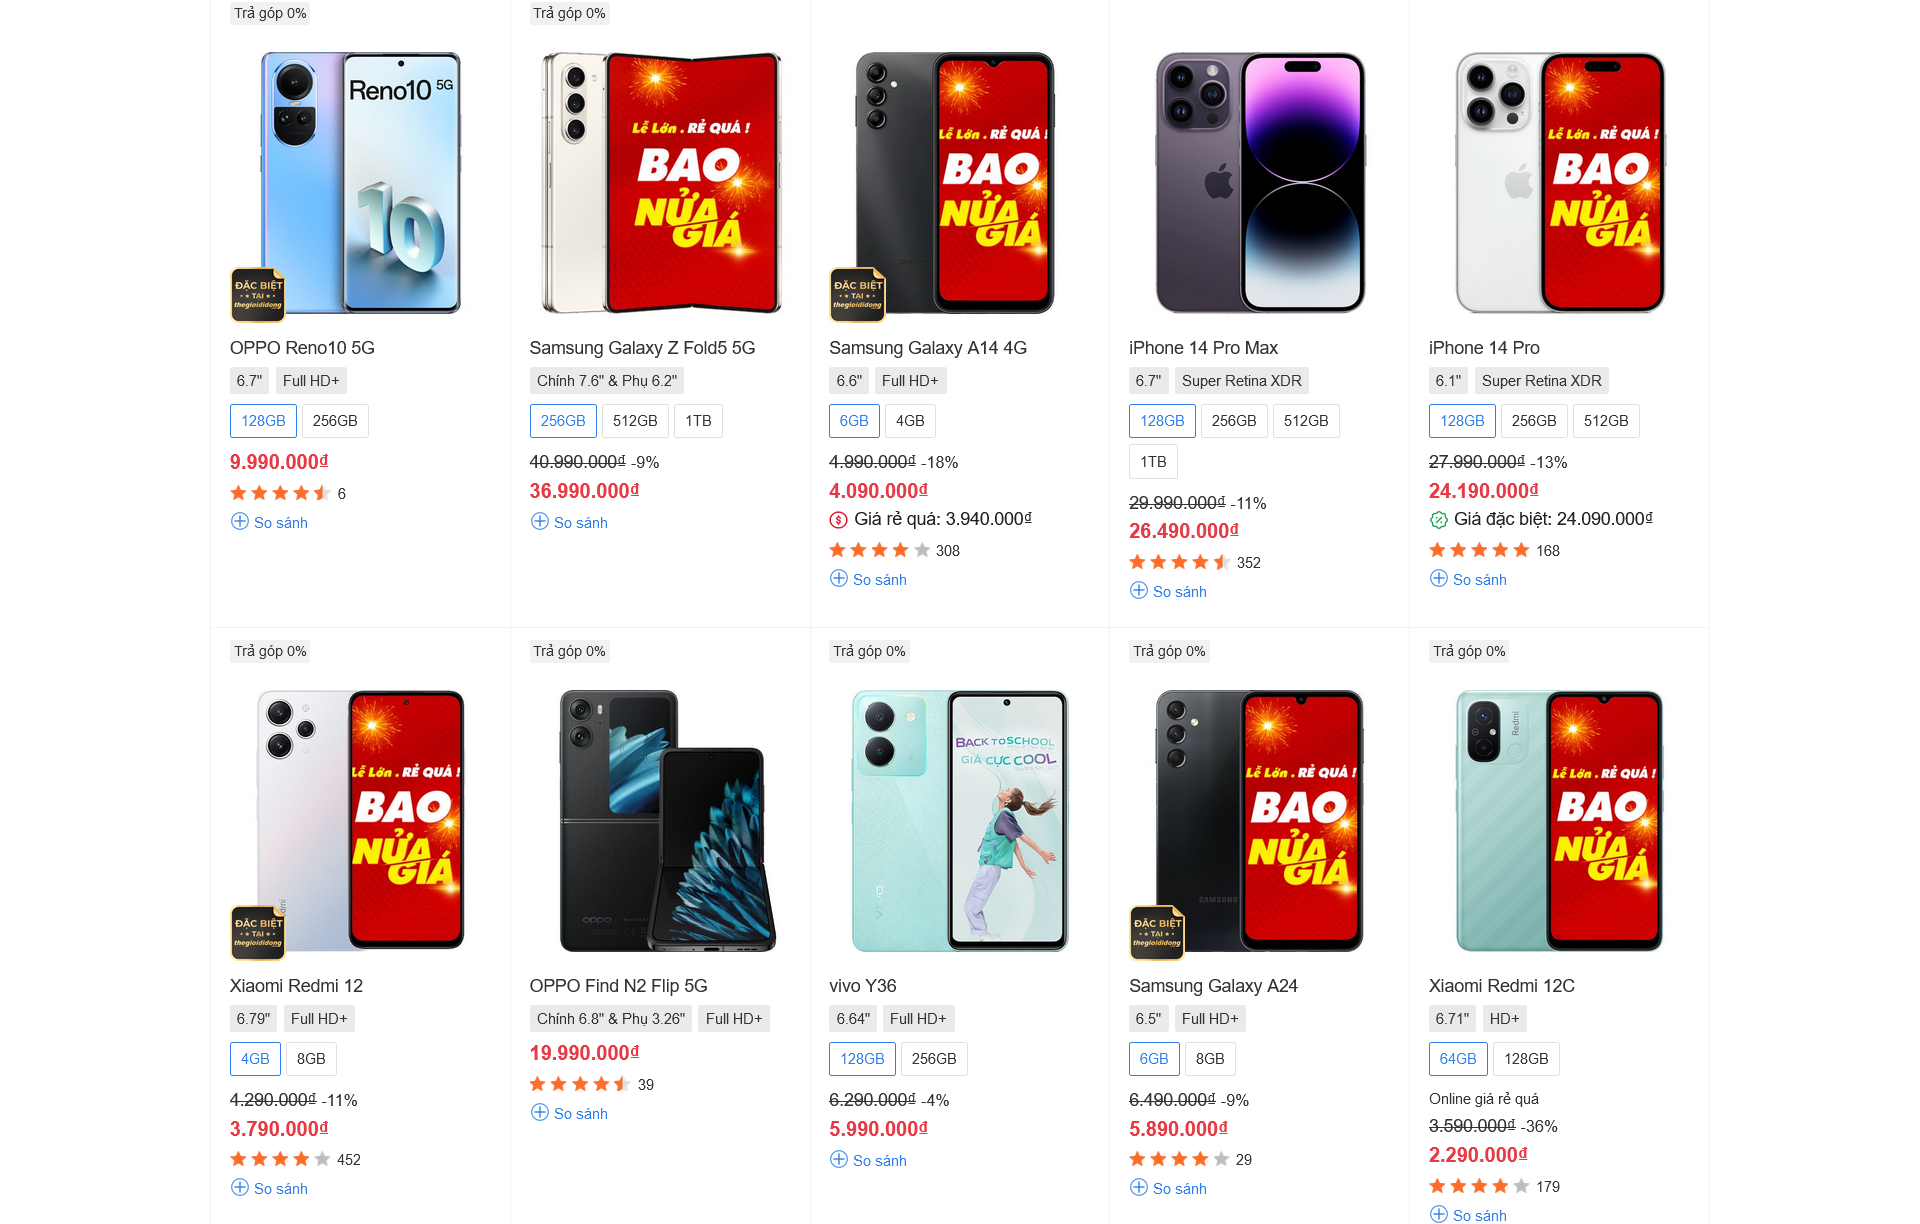 Trả góp 0%
Reno10 5G
10
ĐẶC BIỆT
TẠI
thegioididong
OPPO Reno10 5G
6.7" Full HD+
128GB 256GB
9.990.000₫
6
So sánh
Trả góp 0%
LỄ LỚN . RẺ QUÁ !
BAO
NỬA
GIÁ
Samsung Galaxy Z Fold5 5G
Chính 7.6" & Phụ 6.2"
256GB 512GB 1TB
40.990.000₫ -9%
36.990.000₫
So sánh
LỄ LỚN . RẺ QUÁ !
BAO
NỬA
GIÁ
ĐẶC BIỆT
TẠI
thegioididong
Samsung Galaxy A14 4G
6.6" Full HD+
6GB 4GB
4.990.000₫ -18%
4.090.000₫
Giá rẻ quá: 3.940.000₫
308
So sánh
iPhone 14 Pro Max
6.7" Super Retina XDR
128GB 256GB 512GB
1TB
29.990.000₫ -11%
26.490.000₫
352
So sánh
LỄ LỚN . RẺ QUÁ !
BAO
NỬA
GIÁ
iPhone 14 Pro
6.1" Super Retina XDR
128GB 256GB 512GB
27.990.000₫ -13%
24.190.000₫
Giá đặc biệt: 24.090.000₫
168
So sánh
Trả góp 0%
LỄ LỚN . RẺ QUÁ !
BAO
NỬA
GIÁ
ĐẶC BIỆT
TẠI
thegioididong
Xiaomi Redmi 12
6.79" Full HD+
4GB 8GB
4.290.000₫ -11%
3.790.000₫
452
So sánh
Trả góp 0%
oppo
OPPO Find N2 Flip 5G
Chính 6.8" & Phụ 3.26" Full HD+
19.990.000₫
39
So sánh
Trả góp 0%
BACK TO SCHOOL
GIÁ CỰC COOL
vivo
vivo Y36
6.64" Full HD+
128GB 256GB
6.290.000₫ -4%
5.990.000₫
So sánh
Trả góp 0%
LỄ LỚN . RẺ QUÁ !
BAO
NỬA
GIÁ
SAMSUNG
ĐẶC BIỆT
TẠI
thegioididong
Samsung Galaxy A24
6.5" Full HD+
6GB 8GB
6.490.000₫ -9%
5.890.000₫
29
So sánh
Trả góp 0%
Redmi
LỄ LỚN . RẺ QUÁ !
BAO
NỬA
GIÁ
Xiaomi Redmi 12C
6.71" HD+
64GB 128GB
Online giá rẻ quá
3.590.000₫ -36%
2.290.000₫
179
So sánh